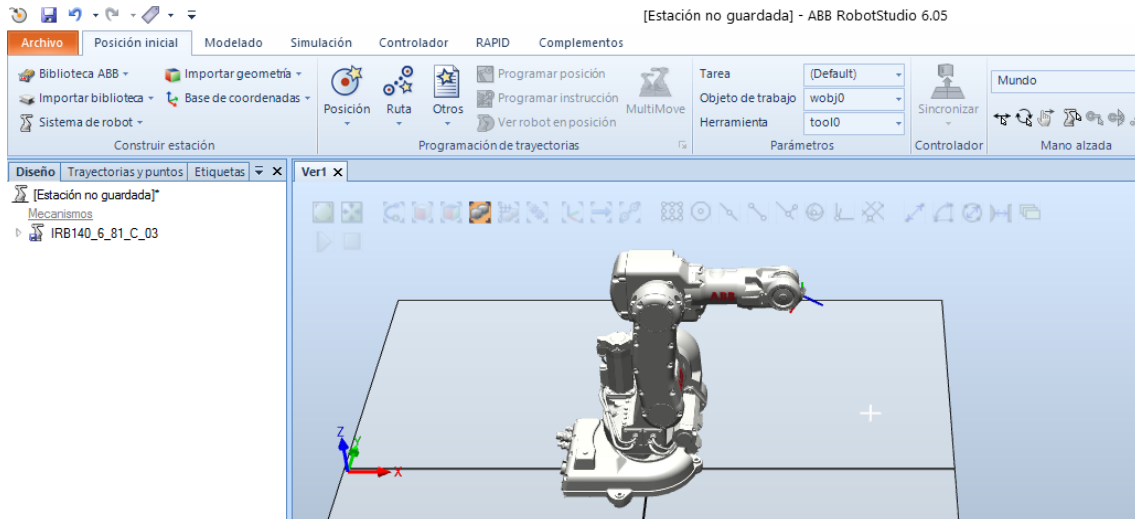 [Estación no guardada] - ABB RobotStudio 6.05
Archivo Posición inicial Modelado Simulación Controlador RAPID Complementos
Biblioteca ABB Importar geometría Programar posición Tarea (Default) Mundo
Importar biblioteca Base de coordenadas Programar instrucción Objeto de trabajo wobj0
Posición Ruta Otros MultiMove Sincronizar
Sistema de robot Ver robot en posición Herramienta tool0
Construir estación Programación de trayectorias Parámetros Controlador Mano alzada
Diseño Trayectorias y puntos Etiquetas Ver1
[Estación no guardada]*
Mecanismos
IRB140_6_81_C_03
ABB
Z
Y
X